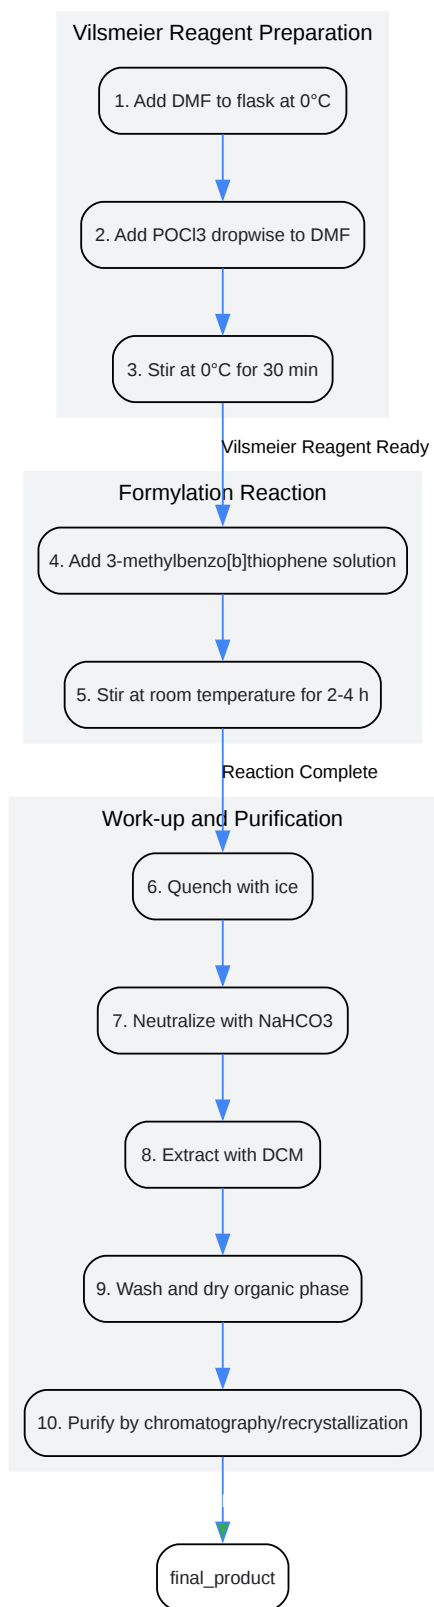 Vilsmeier Reagent Preparation
1. Add DMF to flask at 0°C
2. Add POCl3 dropwise to DMF
3. Stir at 0°C for 30 min
Vilsmeier Reagent Ready
Formylation Reaction
4. Add 3-methylbenzo[b]thiophene solution
5. Stir at room temperature for 2-4 h
Reaction Complete
Work-up and Purification
6. Quench with ice
7. Neutralize with NaHCO3
8. Extract with DCM
9. Wash and dry organic phase
10. Purify by chromatography/recrystallization
final_product